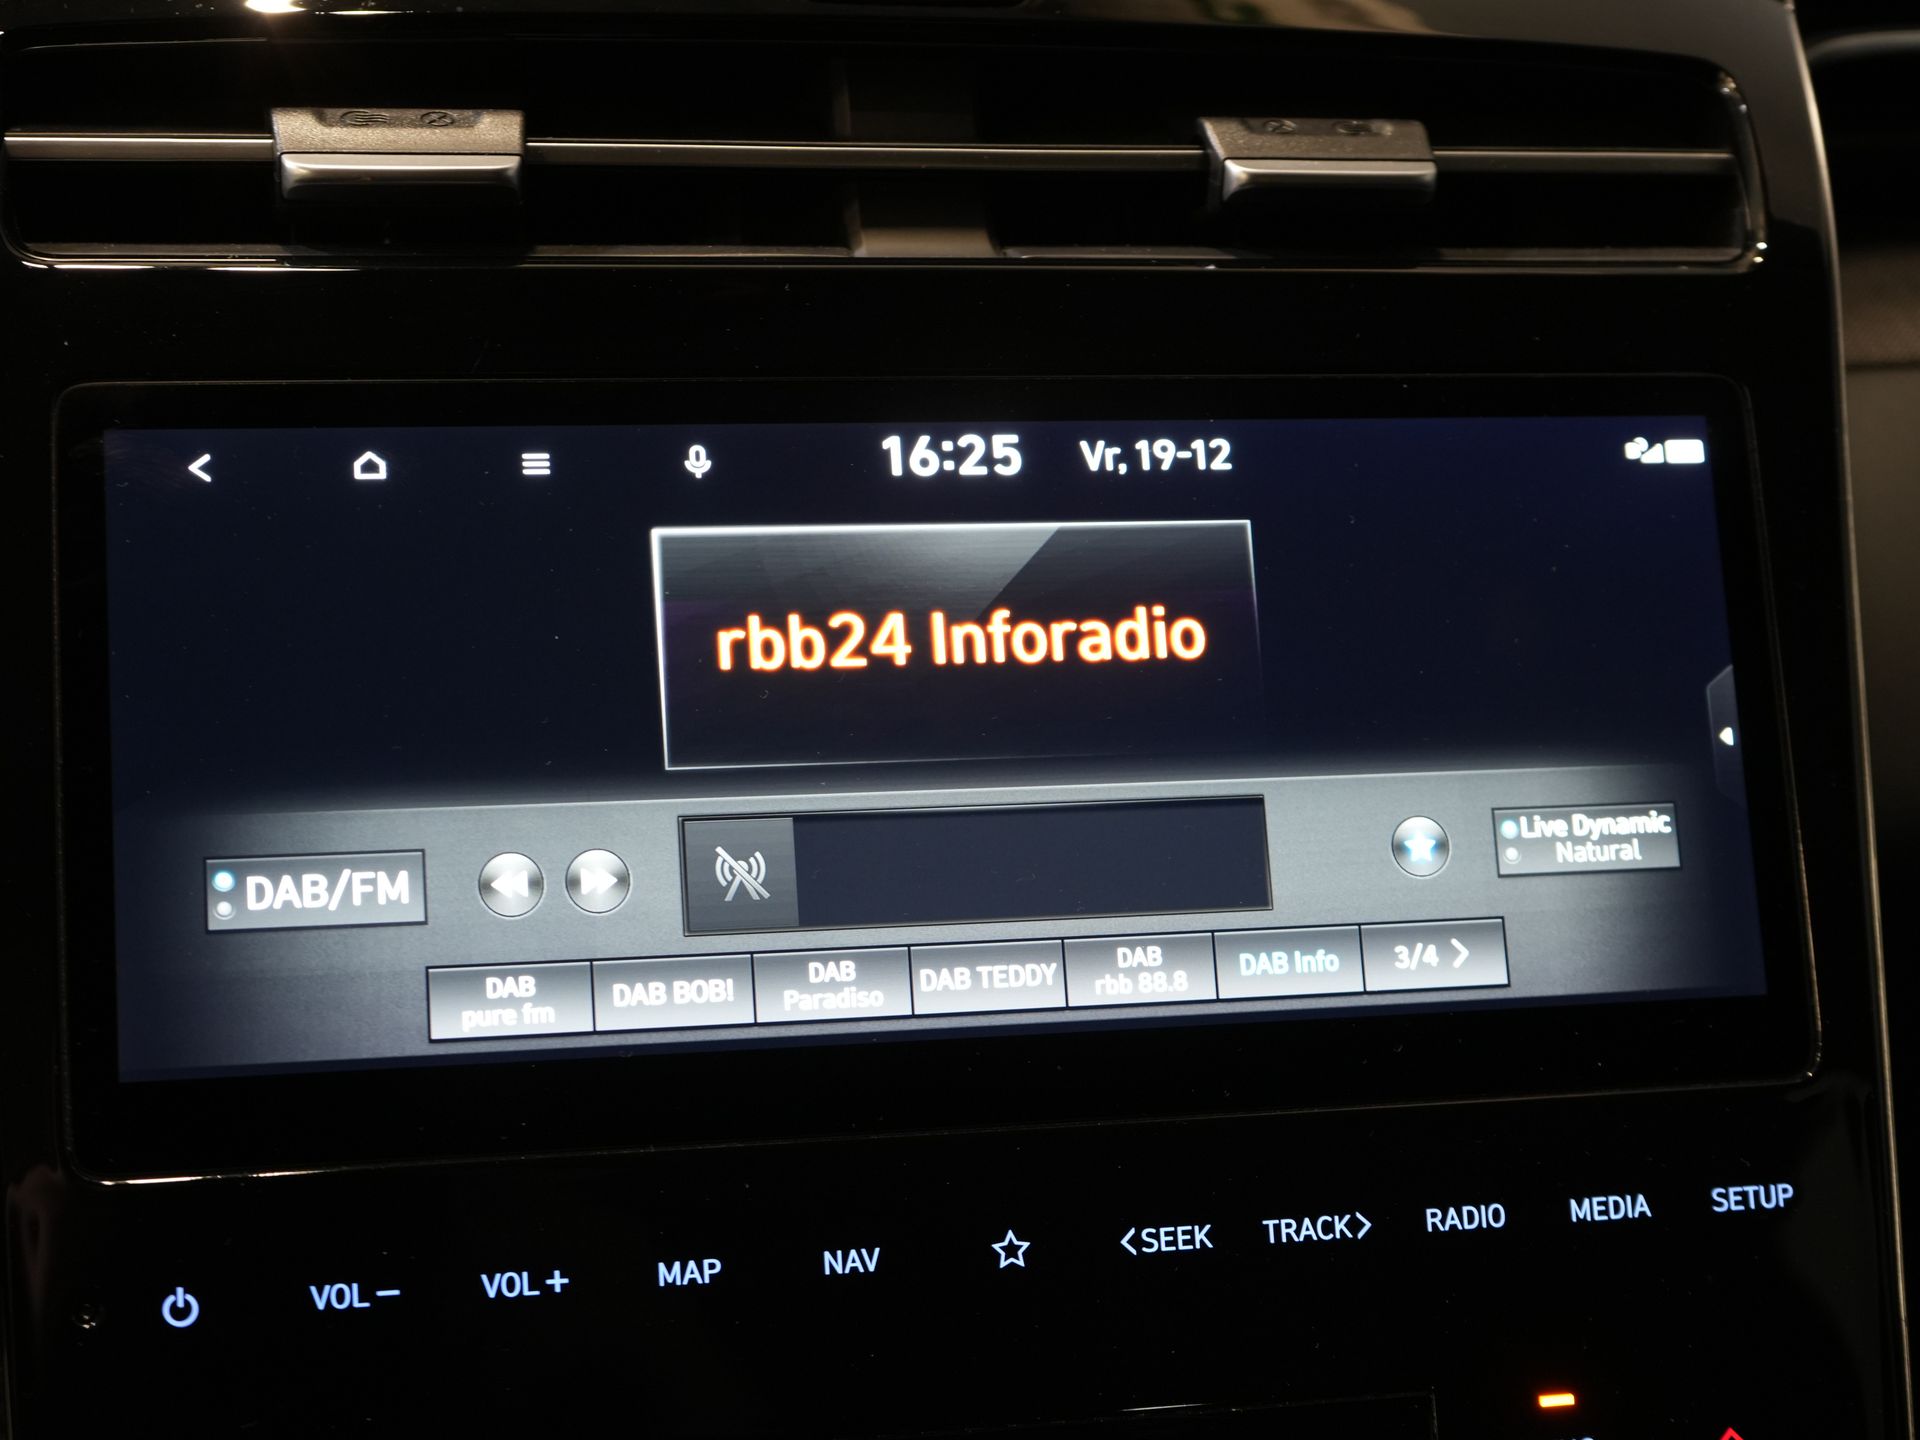 16:25 Vr, 19-12
rbb24 Inforadio
DAB/FM
Live Dynamic
Natural
DAB
pure fm
DAB BOB!
DAB
Paradiso
DAB TEDDY
DAB
rbb 88.8
DAB Info
3/4 >
VOL − VOL + MAP NAV <SEEK TRACK> RADIO MEDIA SETUP